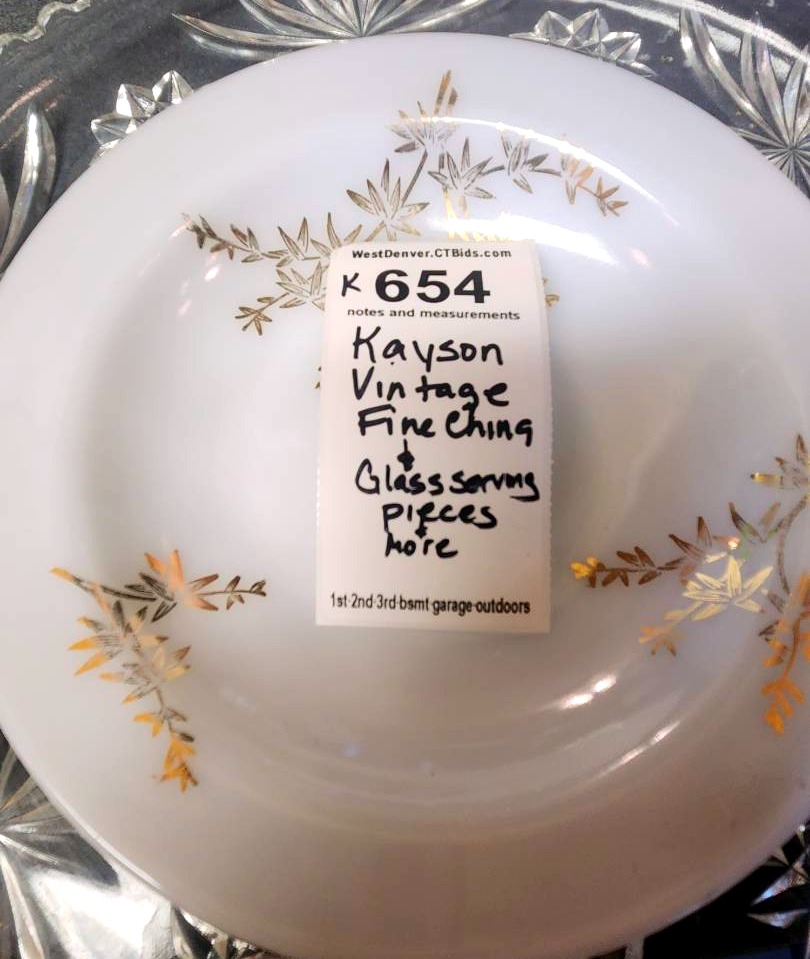 WestDenver.CTBids.com
K 654
notes and measurements
Kayson
Vintage
Fine China
+
Glass serving
pieces
+
more
1st·2nd·3rd·bsmt·garage·outdoors